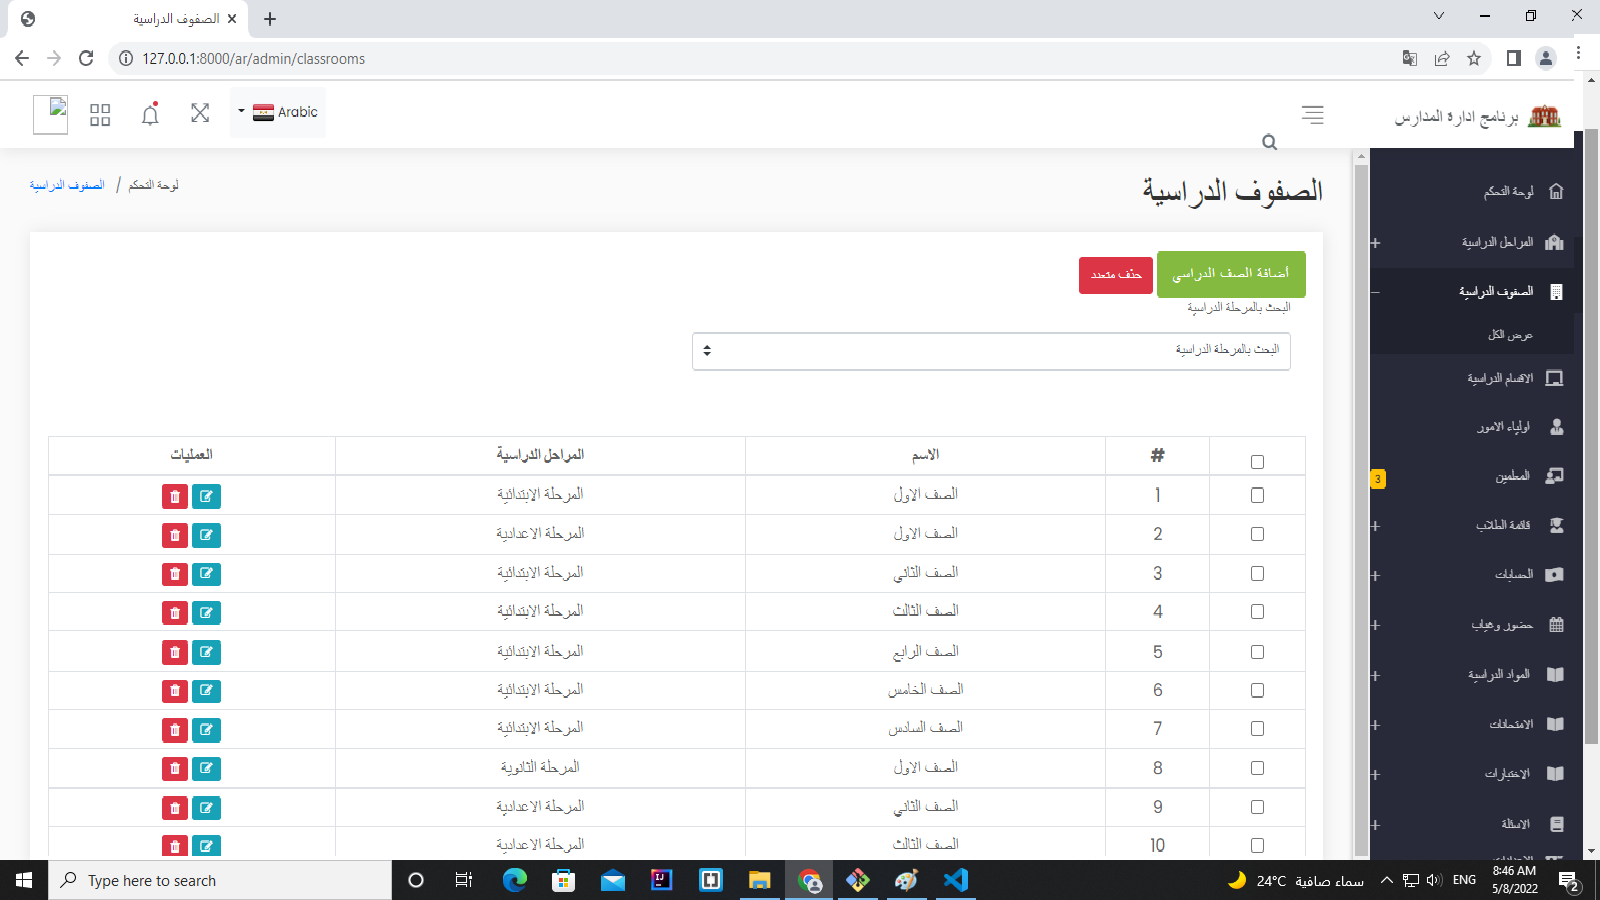 الصفوف الدراسية
127.0.0.1:8000/ar/admin/classrooms
برنامج ادارة المدارس
Arabic
لوحة التحكم
المراحل الدراسية
الصفوف الدراسية
عرض الكل
الاقسام الدراسية
اولياء الامور
المعلمين
3
قائمة الطلاب
الحسابات
حضور وغياب
المواد الدراسية
الامتحانات
الاختبارات
الاسئلة
الصفوف الدراسية
لوحة التحكم / الصفوف الدراسية
أضافة الصف الدراسي
حذف متعدد
البحث بالمرحلة الدراسية
البحث بالمرحلة الدراسية
# الاسم المراحل الدراسية العمليات
1 الصف الاول المرحلة الابتدائية
2 الصف الاول المرحلة الاعدادية
3 الصف الثاني المرحلة الابتدائية
4 الصف الثالث المرحلة الابتدائية
5 الصف الرابع المرحلة الابتدائية
6 الصف الخامس المرحلة الابتدائية
7 الصف السادس المرحلة الابتدائية
8 الصف الاول المرحلة الثانوية
9 الصف الثاني المرحلة الاعدادية
10 الصف الثالث المرحلة الاعدادية
Type here to search
24°C سماء صافية
ENG
8:46 AM
5/8/2022
2